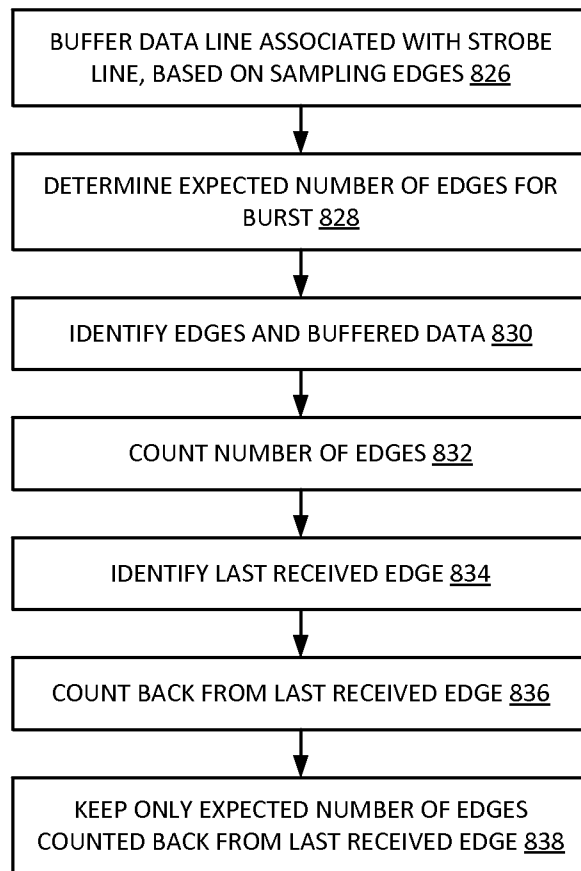 BUFFER DATA LINE ASSOCIATED WITH STROBE
LINE, BASED ON SAMPLING EDGES 826
DETERMINE EXPECTED NUMBER OF EDGES FOR
BURST 828
IDENTIFY EDGES AND BUFFERED DATA 830
COUNT NUMBER OF EDGES 832
IDENTIFY LAST RECEIVED EDGE 834
COUNT BACK FROM LAST RECEIVED EDGE 836
KEEP ONLY EXPECTED NUMBER OF EDGES
COUNTED BACK FROM LAST RECEIVED EDGE 838